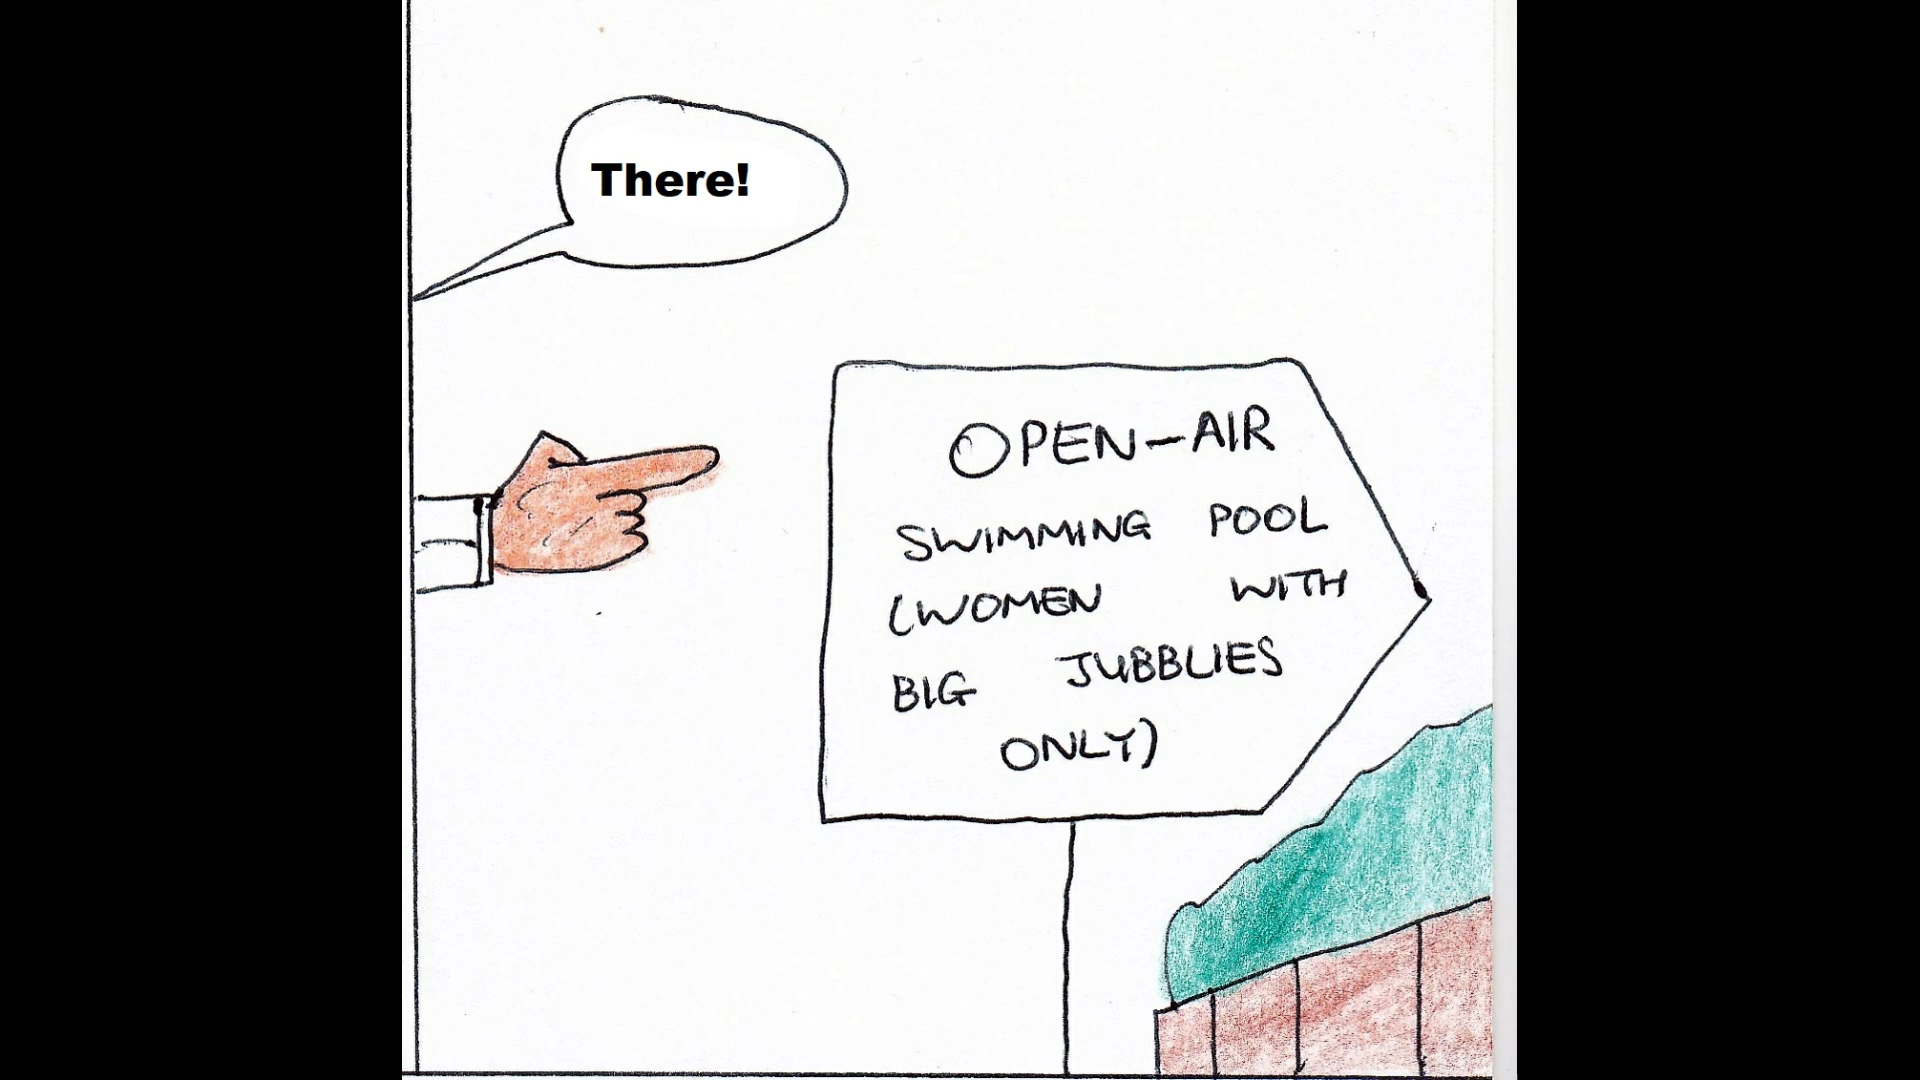 There!
OPEN-AIR
SWIMMING POOL
(WOMEN WITH
BIG JUBBLIES
ONLY)